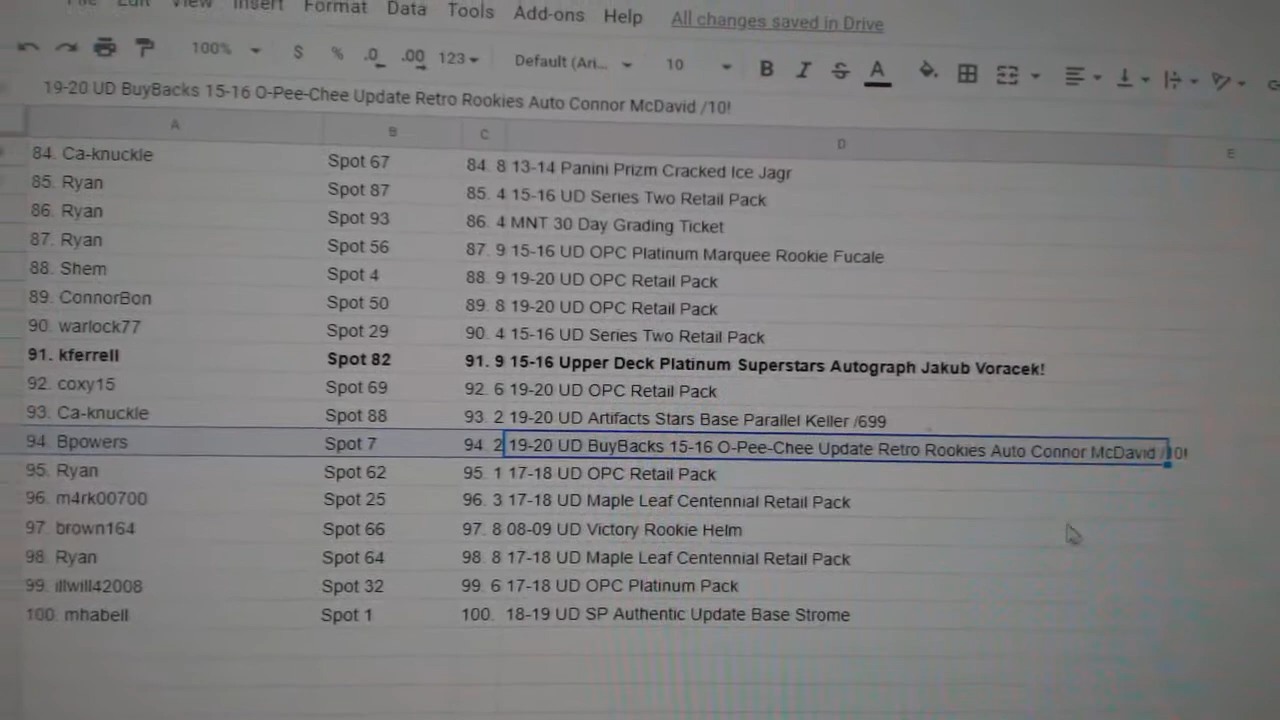 File Edit View Insert Format Data Tools Add-ons Help All changes saved in Drive
100% $ % .0 .00 123 Default (Ari... 10 B I S A
19-20 UD BuyBacks 15-16 O-Pee-Chee Update Retro Rookies Auto Connor McDavid /10!
A B C D E
84. Ca-knuckle Spot 67 84. 8 13-14 Panini Prizm Cracked Ice Jagr
85. Ryan Spot 87 85. 4 15-16 UD Series Two Retail Pack
86. Ryan Spot 93 86. 4 MNT 30 Day Grading Ticket
87. Ryan Spot 56 87. 9 15-16 UD OPC Platinum Marquee Rookie Fucale
88. Shem Spot 4 88. 9 19-20 UD OPC Retail Pack
89. ConnorBon Spot 50 89. 8 19-20 UD OPC Retail Pack
90. warlock77 Spot 29 90. 4 15-16 UD Series Two Retail Pack
91. kferrell Spot 82 91. 9 15-16 Upper Deck Platinum Superstars Autograph Jakub Voracek!
92. coxy15 Spot 69 92. 6 19-20 UD OPC Retail Pack
93. Ca-knuckle Spot 88 93. 2 19-20 UD Artifacts Stars Base Parallel Keller /699
94. Bpowers Spot 7 94. 2 19-20 UD BuyBacks 15-16 O-Pee-Chee Update Retro Rookies Auto Connor McDavid /10!
95. Ryan Spot 62 95. 1 17-18 UD OPC Retail Pack
96. m4rk00700 Spot 25 96. 3 17-18 UD Maple Leaf Centennial Retail Pack
97. brown164 Spot 66 97. 8 08-09 UD Victory Rookie Helm
98. Ryan Spot 64 98. 8 17-18 UD Maple Leaf Centennial Retail Pack
99. illwill42008 Spot 32 99. 6 17-18 UD OPC Platinum Pack
100. mhabell Spot 1 100. 18-19 UD SP Authentic Update Base Strome